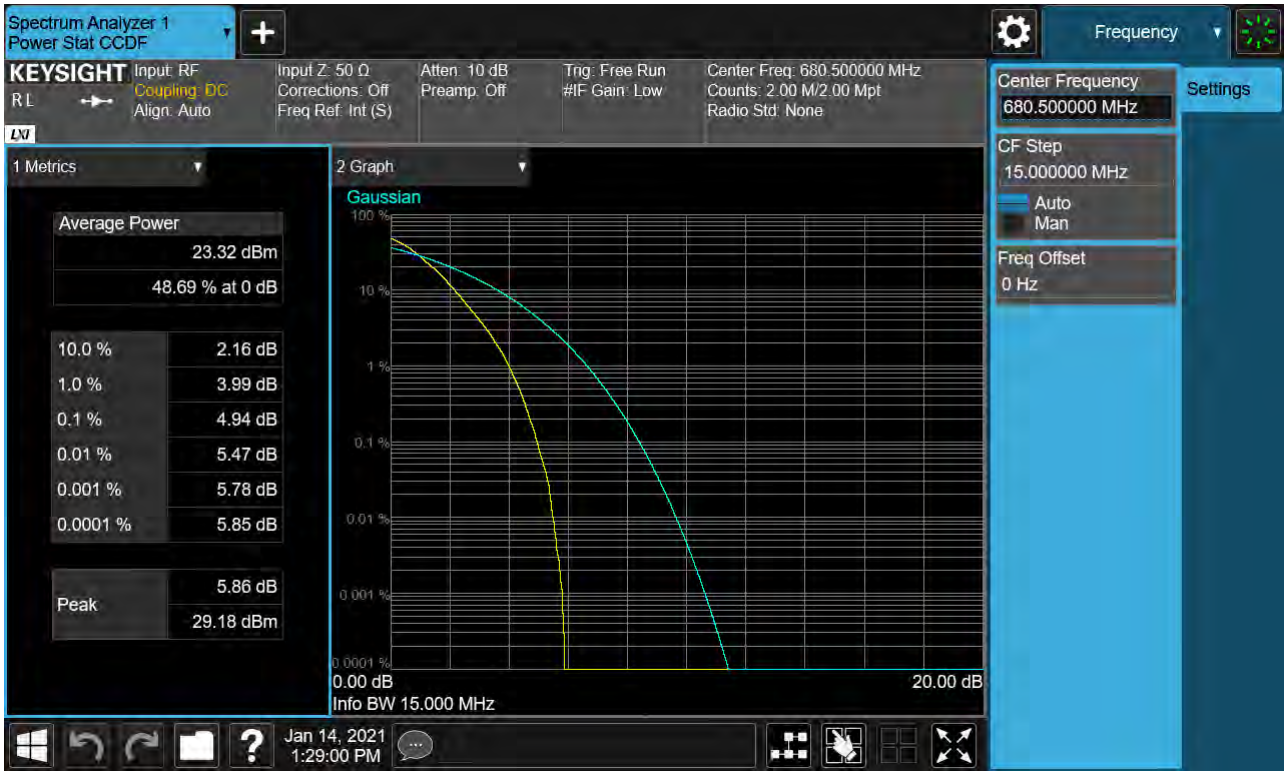 Spectrum Analyzer 1
Power Stat CCDF
Frequency
KEYSIGHT
RL
LXI
Input: RF
Coupling: DC
Align: Auto
Input Z: 50 Ω
Corrections: Off
Freq Ref: Int (S)
Atten: 10 dB
Preamp: Off
Trig: Free Run
#IF Gain: Low
Center Freq: 680.500000 MHz
Counts: 2.00 M/2.00 Mpt
Radio Std: None
Center Frequency
680.500000 MHz
Settings
CF Step
15.000000 MHz
Auto
Man
Freq Offset
0 Hz
1 Metrics
Average Power
23.32 dBm
48.69 % at 0 dB
10.0 % 2.16 dB
1.0 % 3.99 dB
0.1 % 4.94 dB
0.01 % 5.47 dB
0.001 % 5.78 dB
0.0001 % 5.85 dB
Peak
5.86 dB
29.18 dBm
2 Graph
Gaussian
100 %
10 %
1 %
0.1 %
0.01 %
0.001 %
0.0001 %
0.00 dB 20.00 dB
Info BW 15.000 MHz
?
Jan 14, 2021
1:29:00 PM